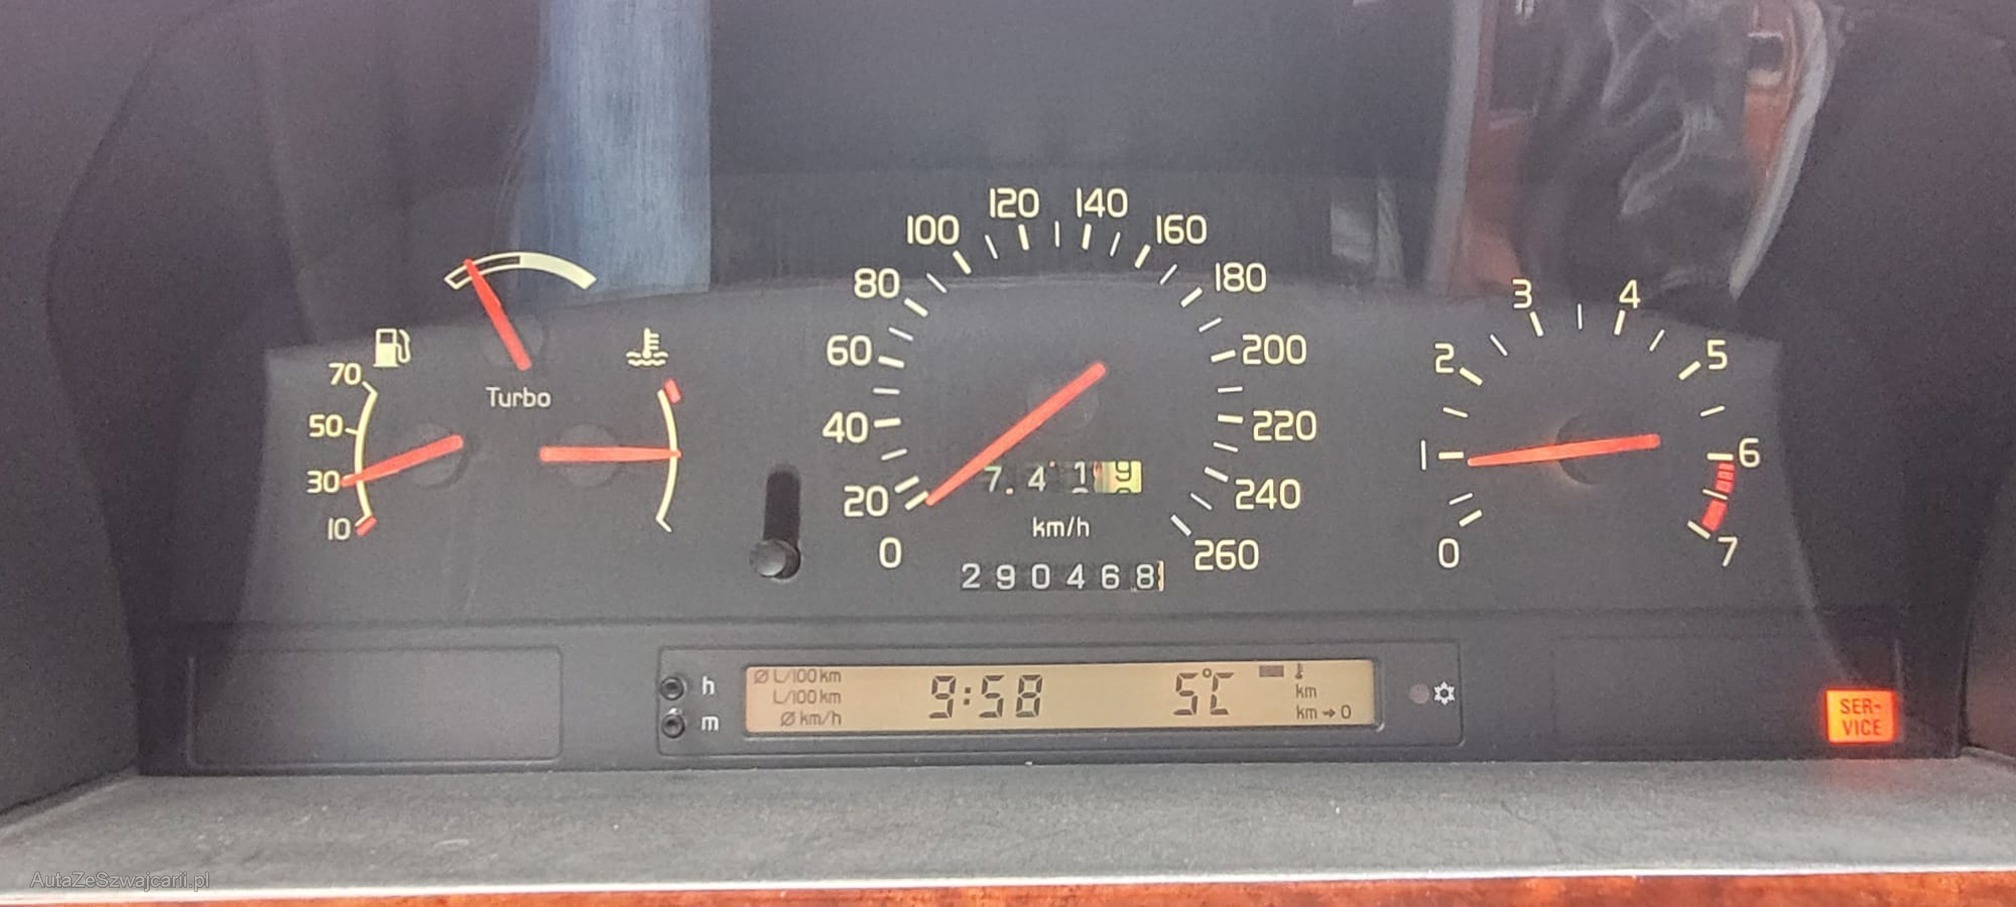 120 140
100 160
80 180
60 200
40 220
20 240
0 260
km/h
290468
70
50
30
10
Turbo
3 4
2 5
1 6
0 7
h
m
Ø L/100 km
L/100 km
Ø km/h
9:58
5°C
km
km → 0
SER-
VICE
AutaZeSzwajcarii.pl